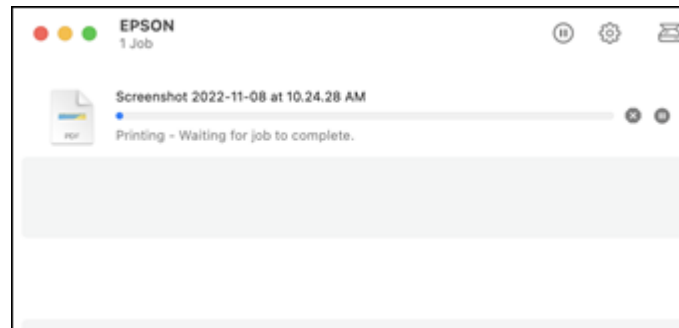 EPSON
1 Job
Screenshot 2022-11-08 at 10.24.28 AM
PDF
Printing - Waiting for job to complete.